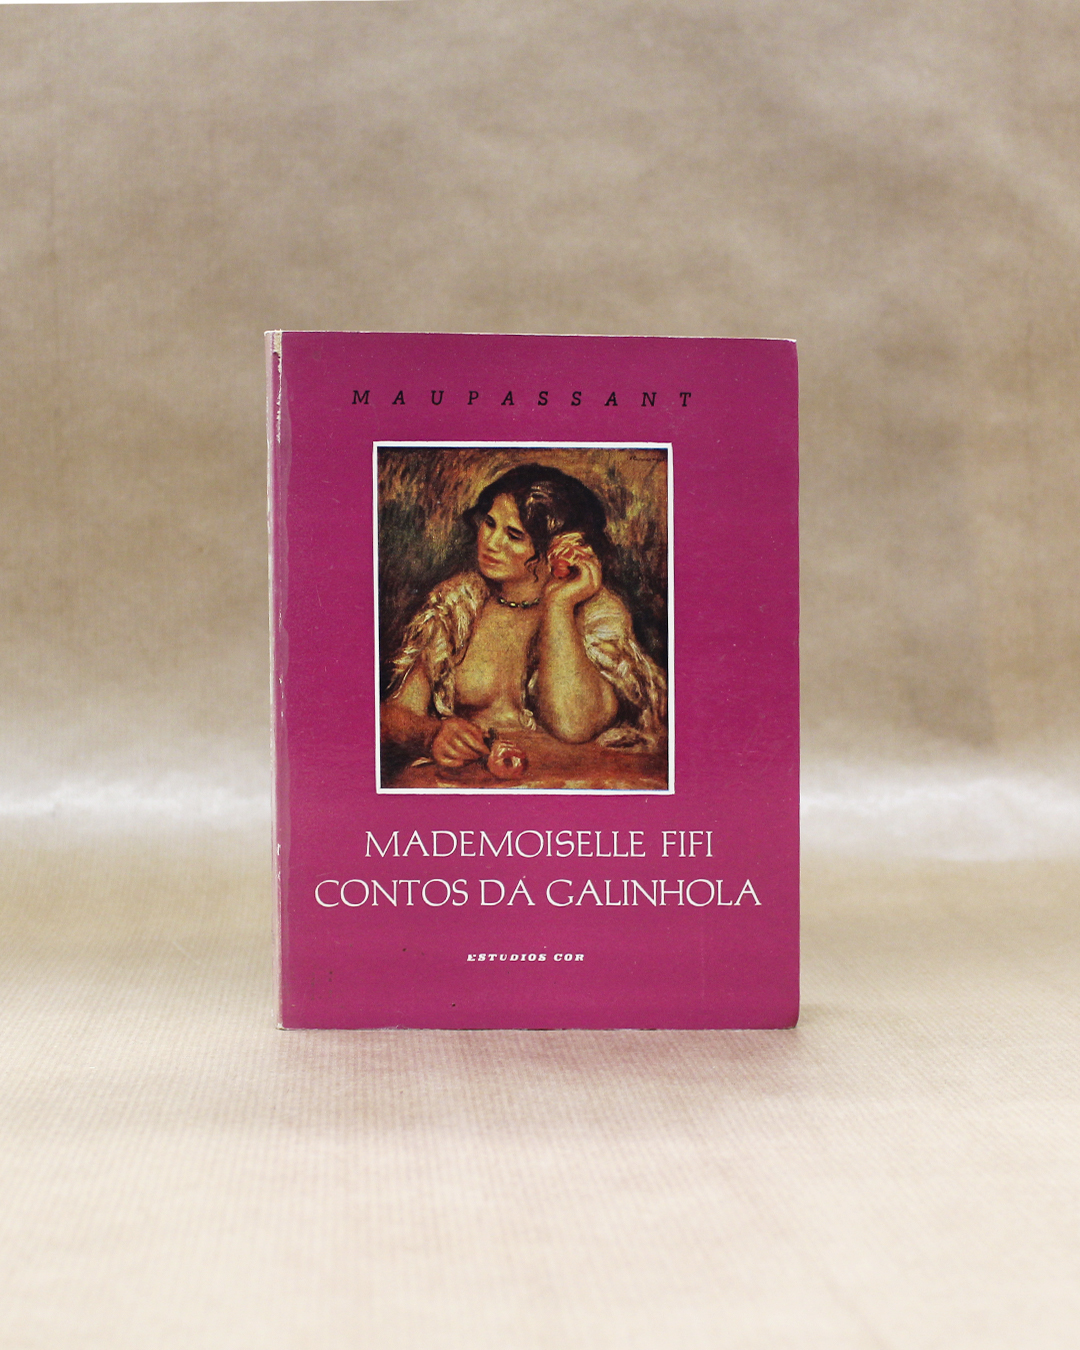 MAUPASSANT
MADEMOISELLE FIFI
CONTOS DA GALINHOLA
ESTUDIOS COR